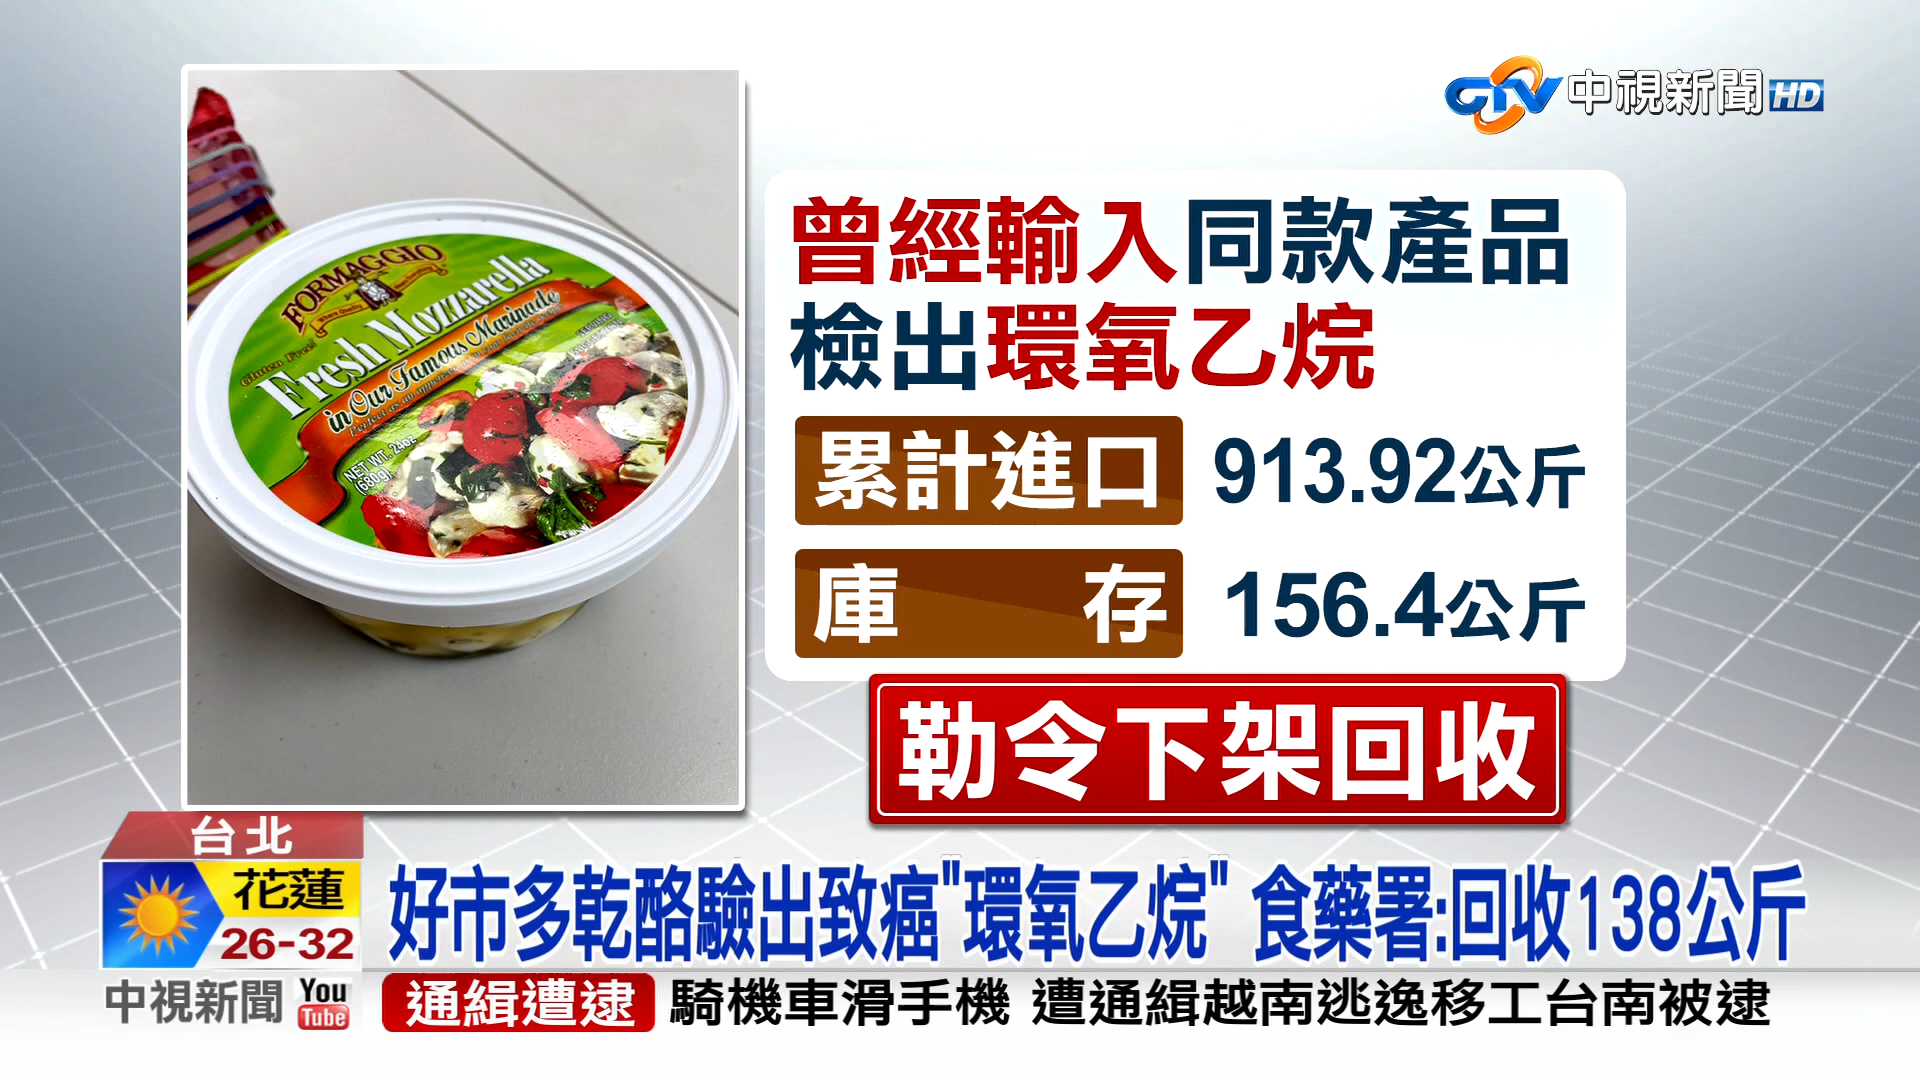 CTV 中視新聞 HD
FORMAGGIO
Where Quality
Gluten Free
Fresh Mozzarella
in Our Famous Marinade
NET WT. 24oz
(680g)
曾經輸入同款產品
檢出環氧乙烷
累計進口 913.92公斤
庫存 156.4公斤
勒令下架回收
台北
花蓮
26-32
好市多乾酪驗出致癌"環氧乙烷" 食藥署:回收138公斤
中視新聞 YouTube
通緝遭逮 騎機車滑手機 遭通緝越南逃逸移工台南被逮